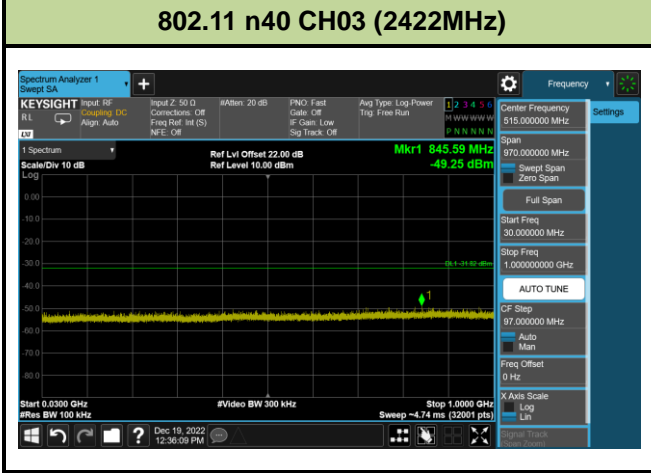 802.11 n40 CH03 (2422MHz)
Spectrum Analyzer 1
Swept SA
+
Frequency
KEYSIGHT
RL
LXI
Input: RF
Coupling: DC
Align: Auto
Input Z: 50 Ω
Corrections: Off
Freq Ref: Int (S)
NFE: Off
#Atten: 20 dB
PNO: Fast
Gate: Off
IF Gain: Low
Sig Track: Off
Avg Type: Log-Power
Trig: Free Run
1 2 3 4 5 6
M W W W W W
P N N N N N
Center Frequency
515.000000 MHz
Settings
1 Spectrum
Scale/Div 10 dB
Log
Ref Lvl Offset 22.00 dB
Ref Level 10.00 dBm
Mkr1 845.59 MHz
-49.25 dBm
Span
970.000000 MHz
Swept Span
Zero Span
Full Span
Start Freq
30.000000 MHz
Stop Freq
1.000000000 GHz
AUTO TUNE
CF Step
97.000000 MHz
Auto
Man
Freq Offset
0 Hz
X Axis Scale
Log
Lin
Signal Track
(Span Zoom)
0.00
-10.0
-20.0
-30.0
DL1 -31.82 dBm
-40.0
1
-50.0
-60.0
-70.0
-80.0
Start 0.0300 GHz
#Res BW 100 kHz
#Video BW 300 kHz
Stop 1.0000 GHz
Sweep ~4.74 ms (32001 pts)
?
Dec 19, 2022
12:36:09 PM